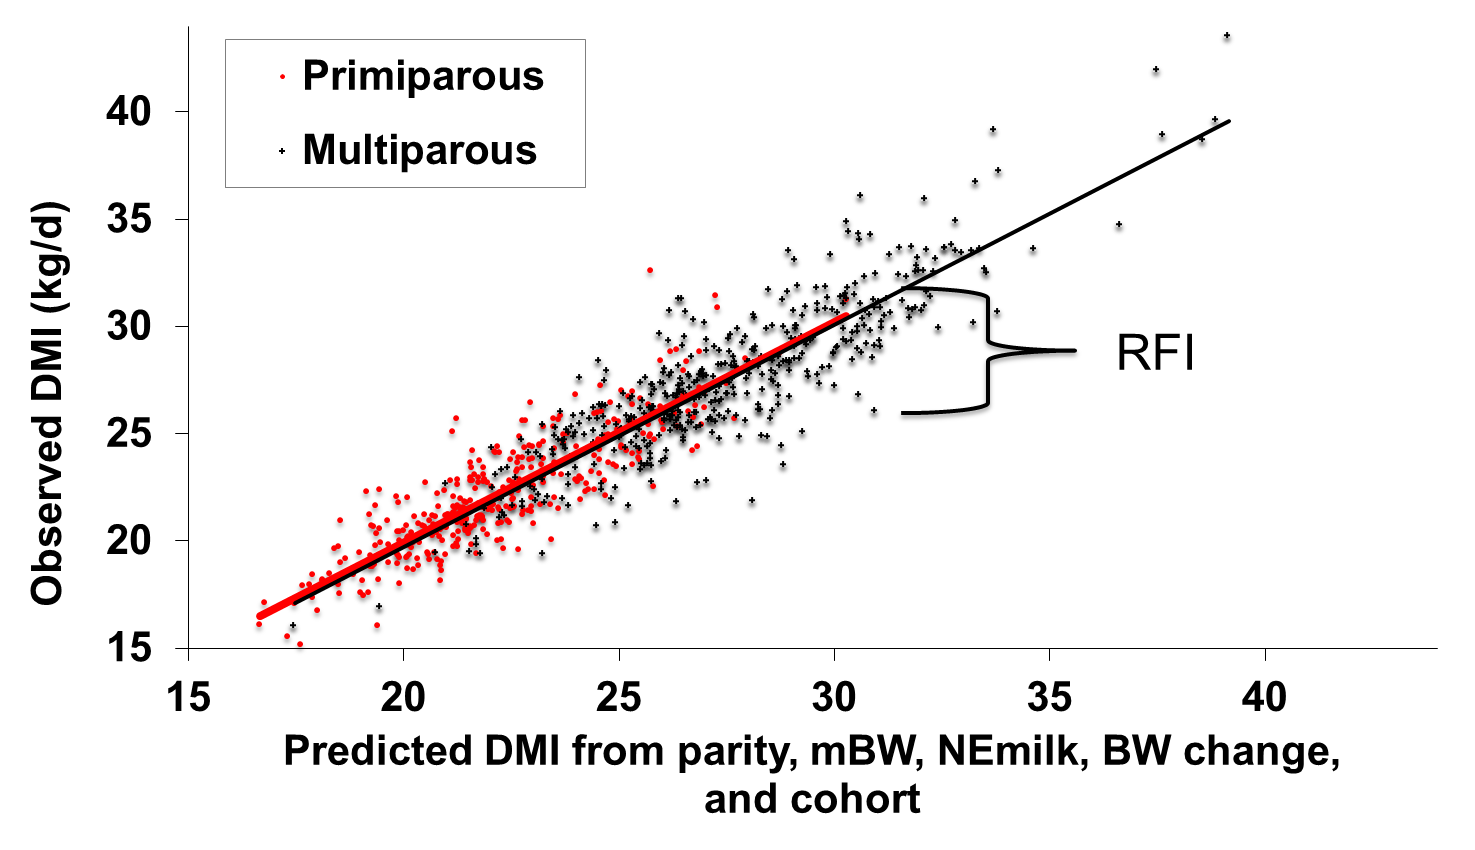 Primiparous
Multiparous
Observed DMI (kg/d)
40
35
30
25
20
15
RFI
15 20 25 30 35 40
Predicted DMI from parity, mBW, NEmilk, BW change,
and cohort